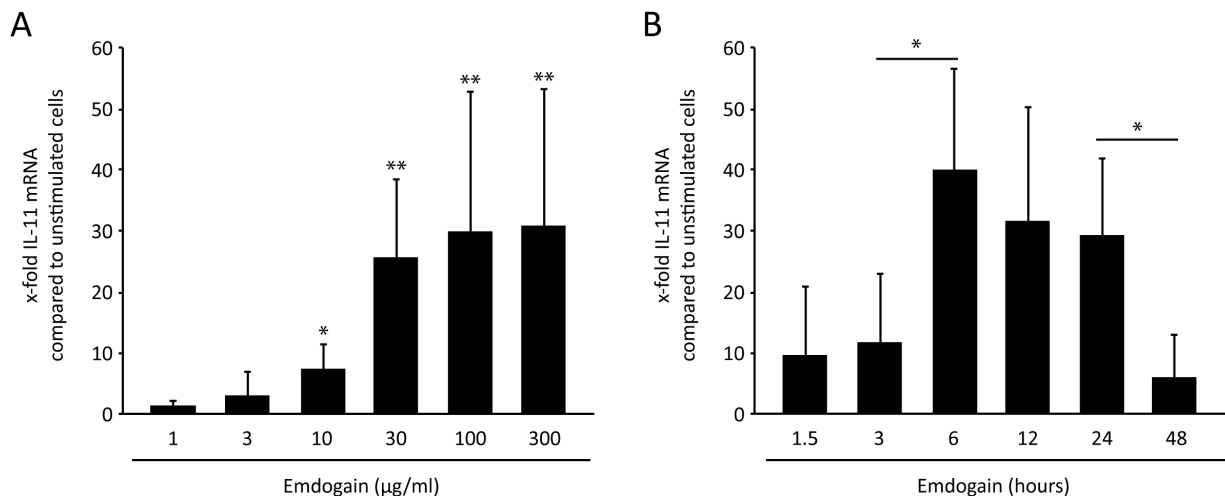 A
x-fold IL-11 mRNA
compared to unstimulated cells
60
50
40
30
20
10
0
*
**
**
**
1 3 10 30 100 300
Emdogain (µg/ml)
B
x-fold IL-11 mRNA
compared to unstimulated cells
60
50
40
30
20
10
0
*
*
1.5 3 6 12 24 48
Emdogain (hours)